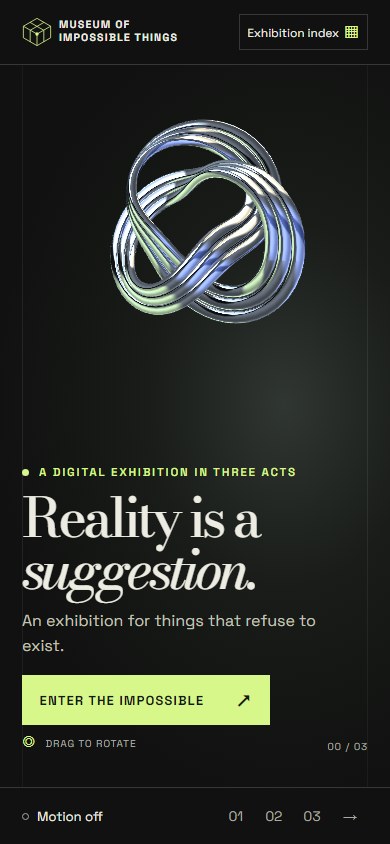 MUSEUM OF
IMPOSSIBLE THINGS
Exhibition index
A DIGITAL EXHIBITION IN THREE ACTS
Reality is a
suggestion.
An exhibition for things that refuse to
exist.
ENTER THE IMPOSSIBLE ↗
DRAG TO ROTATE
00 / 03
Motion off
01 02 03 →